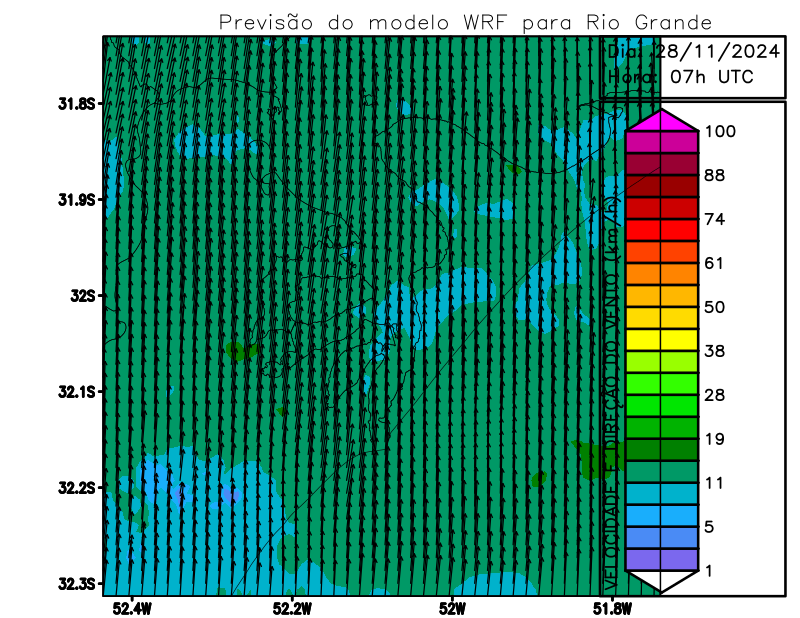 Previsão do modelo WRF para Rio Grande
Dia: 28/11/2024
Hora: 07h UTC
31.8S
31.9S
32S
32.1S
32.2S
32.3S
52.4W
52.2W
52W
51.8W
VELOCIDADE E DIREÇÃO DO VENTO (km/h)
100
88
74
61
50
38
28
19
11
5
1